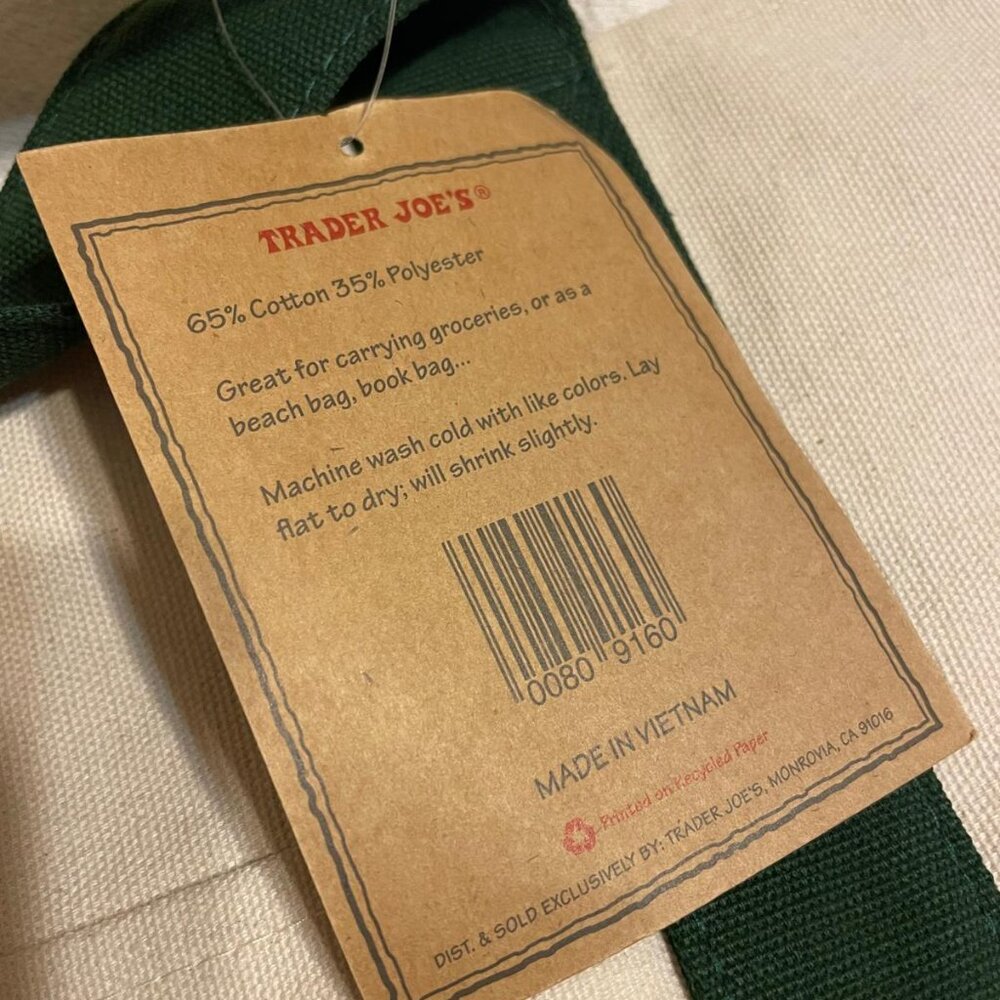 TRADER JOE'S®
65% Cotton 35% Polyester
Great for carrying groceries, or as a
beach bag, book bag...
Machine wash cold with like colors. Lay
flat to dry; will shrink slightly.
0080 9160
MADE IN VIETNAM
Printed on Recycled Paper
DIST. & SOLD EXCLUSIVELY BY: TRADER JOE'S, MONROVIA, CA 91016